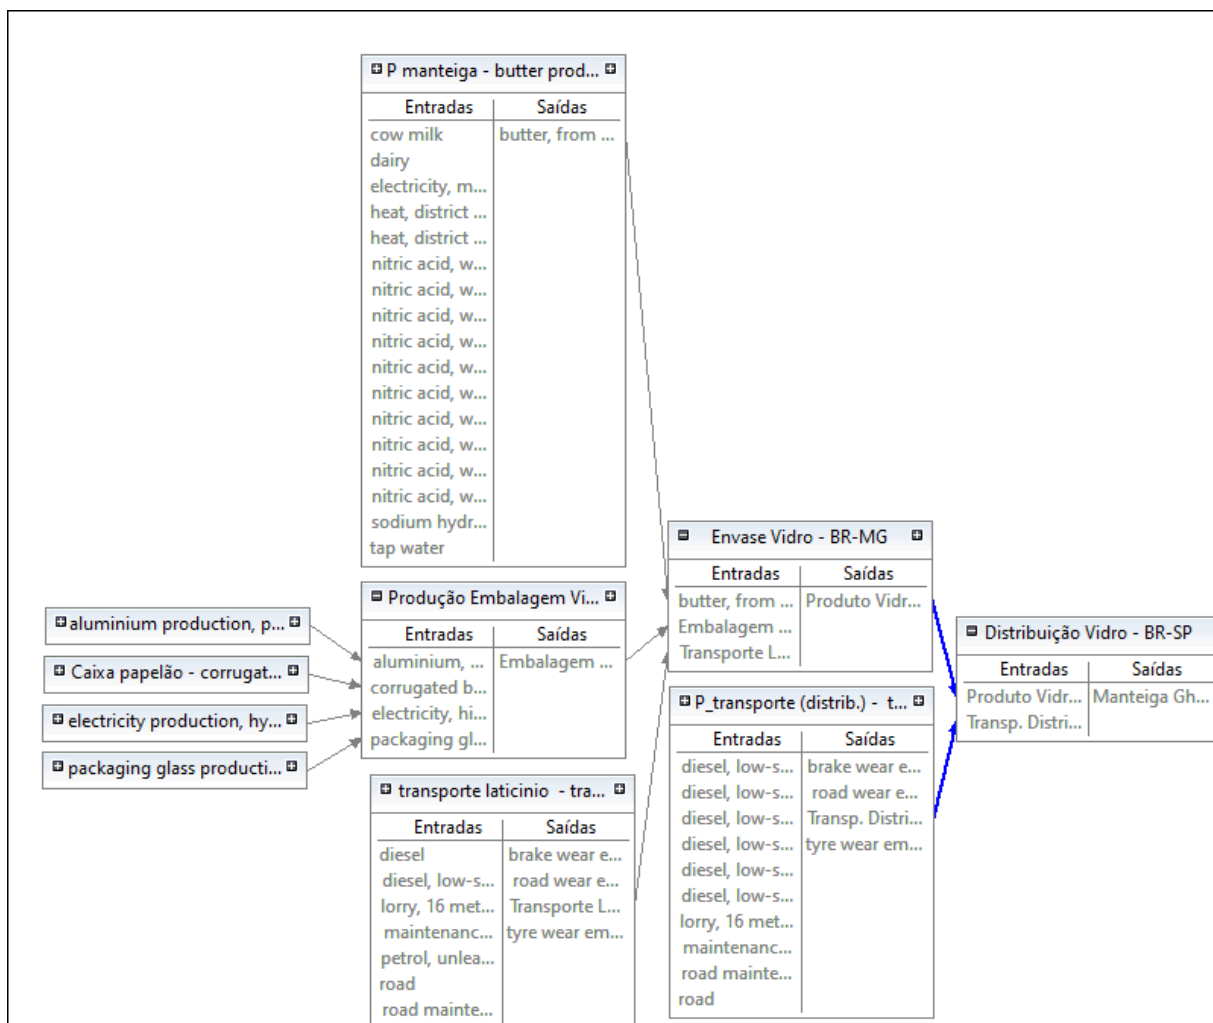 P manteiga - butter prod...
Entradas Saídas
cow milk butter, from ...
dairy
electricity, m...
heat, district ...
heat, district ...
nitric acid, w...
nitric acid, w...
nitric acid, w...
nitric acid, w...
nitric acid, w...
nitric acid, w...
nitric acid, w...
nitric acid, w...
nitric acid, w...
nitric acid, w...
sodium hydr...
tap water
aluminium production, p...
Caixa papelão - corrugat...
electricity production, hy...
packaging glass producti...
Produção Embalagem Vi...
Entradas Saídas
aluminium, ... Embalagem ...
corrugated b...
electricity, hi...
packaging gl...
transporte laticinio - tra...
Entradas Saídas
diesel brake wear e...
diesel, low-s... road wear e...
lorry, 16 met... Transporte L...
maintenanc... tyre wear em...
petrol, unlea...
road
road mainte...
Envase Vidro - BR-MG
Entradas Saídas
butter, from ... Produto Vidr...
Embalagem ...
Transporte L...
P_transporte (distrib.) - t...
Entradas Saídas
diesel, low-s... brake wear e...
diesel, low-s... road wear e...
diesel, low-s... Transp. Distri...
diesel, low-s... tyre wear em...
diesel, low-s...
diesel, low-s...
lorry, 16 met...
maintenanc...
road mainte...
road
Distribuição Vidro - BR-SP
Entradas Saídas
Produto Vidr... Manteiga Gh...
Transp. Distri...